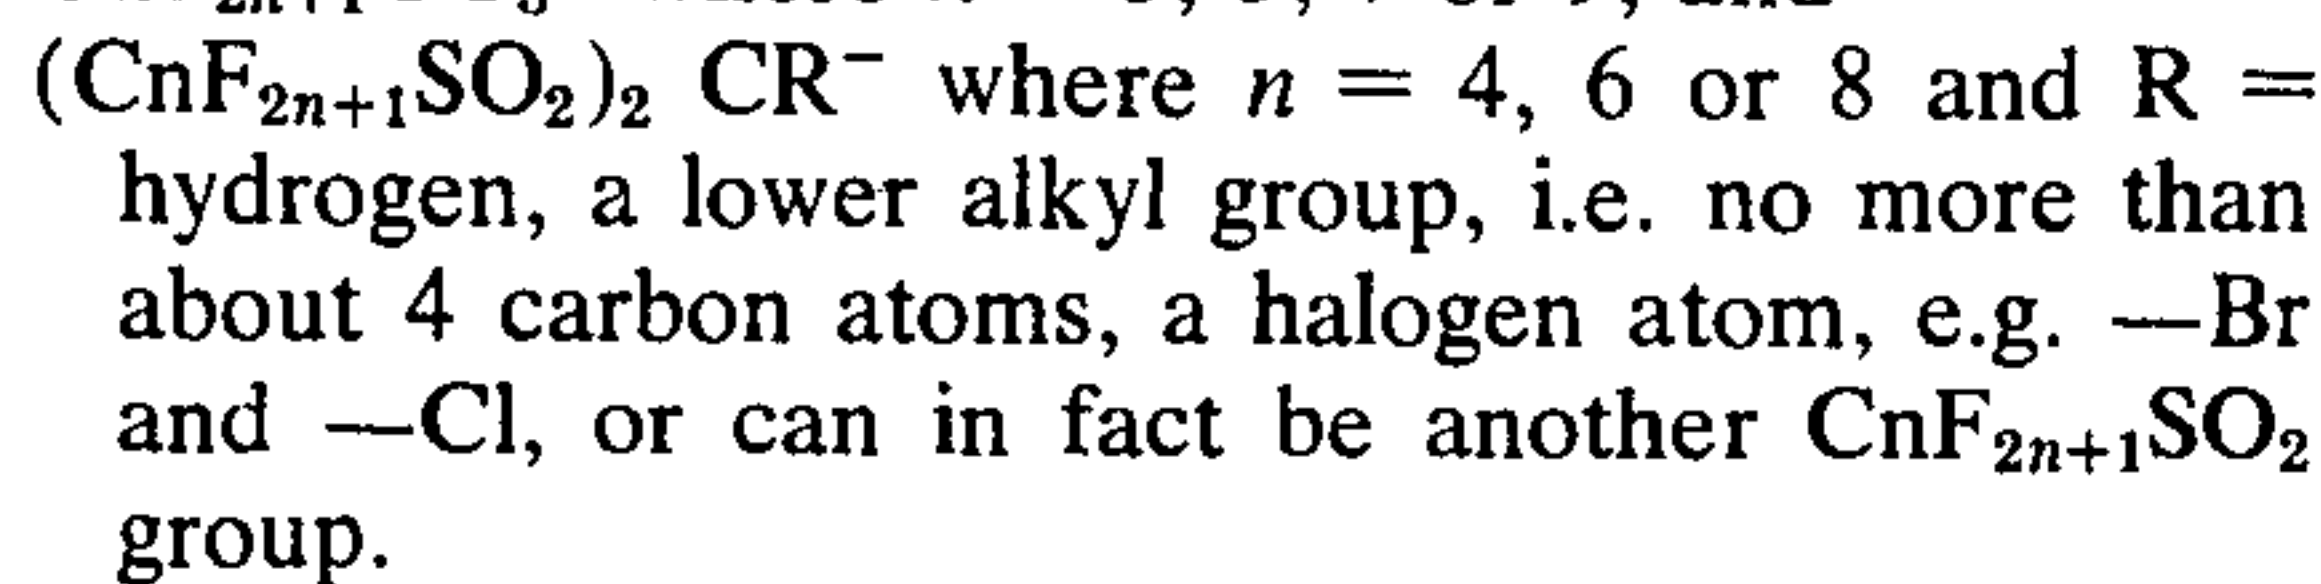 (CnF₂ₙ₊₁SO₂)₂ CR⁻ where n = 4, 6 or 8 and R =
hydrogen, a lower alkyl group, i.e. no more than
about 4 carbon atoms, a halogen atom, e.g. —Br
and —Cl, or can in fact be another CnF₂ₙ₊₁SO₂
group.